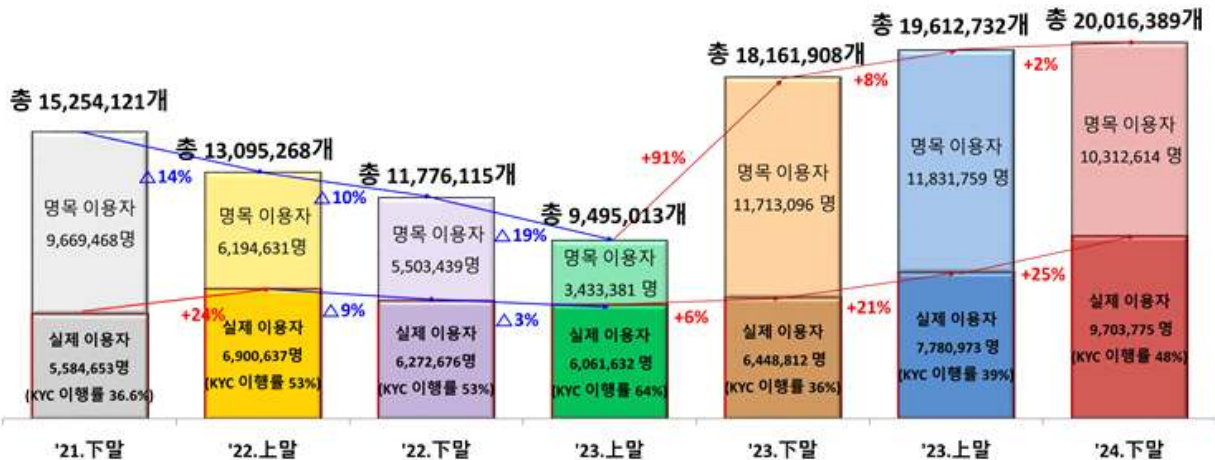 총 15,254,121개
△14%
명목 이용자
9,669,468명
+24%
실제 이용자
5,584,653명
(KYC 이행률 36.6%)
'21.下말
총 13,095,268개
△10%
명목 이용자
6,194,631명
△9%
실제 이용자
6,900,637명
(KYC 이행률 53%)
'22.上말
총 11,776,115개
△19%
명목 이용자
5,503,439명
△3%
실제 이용자
6,272,676명
(KYC 이행률 53%)
'22.下말
총 9,495,013개
+91%
명목 이용자
3,433,381 명
+6%
실제 이용자
6,061,632 명
(KYC 이행률 64%)
'23.上말
총 18,161,908개
+8%
명목 이용자
11,713,096 명
+21%
실제 이용자
6,448,812 명
(KYC 이행률 36%)
'23.下말
총 19,612,732개
+2%
명목 이용자
11,831,759 명
+25%
실제 이용자
7,780,973 명
(KYC 이행률 39%)
'23.上말
총 20,016,389개
명목 이용자
10,312,614 명
실제 이용자
9,703,775 명
(KYC 이행률 48%)
'24.下말